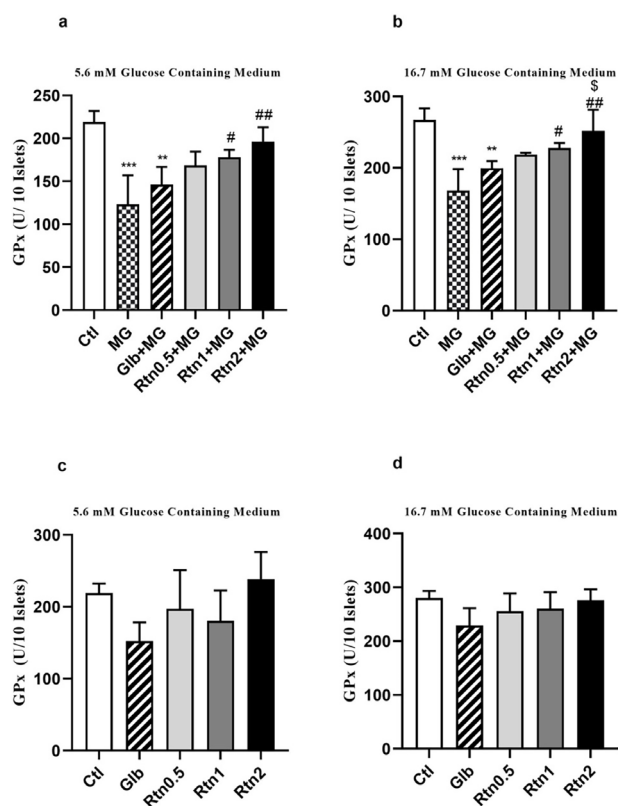 a
5.6 mM Glucose Containing Medium
GPx (U/ 10 Islets)
250
200
150
100
50
0
***
**
#
##
Ctl
MG
Glb+MG
Rtn0.5+MG
Rtn1+MG
Rtn2+MG
b
16.7 mM Glucose Containing Medium
GPx (U/ 10 Islets)
300
200
100
0
***
**
#
$
##
Ctl
MG
Glb+MG
Rtn0.5+MG
Rtn1+MG
Rtn2+MG
c
5.6 mM Glucose Containing Medium
GPx (U/10 Islets)
300
200
100
0
Ctl
Glb
Rtn0.5
Rtn1
Rtn2
d
16.7 mM Glucose Containing Medium
GPx (U/10 Islets)
400
300
200
100
0
Ctl
Glb
Rtn0.5
Rtn1
Rtn2